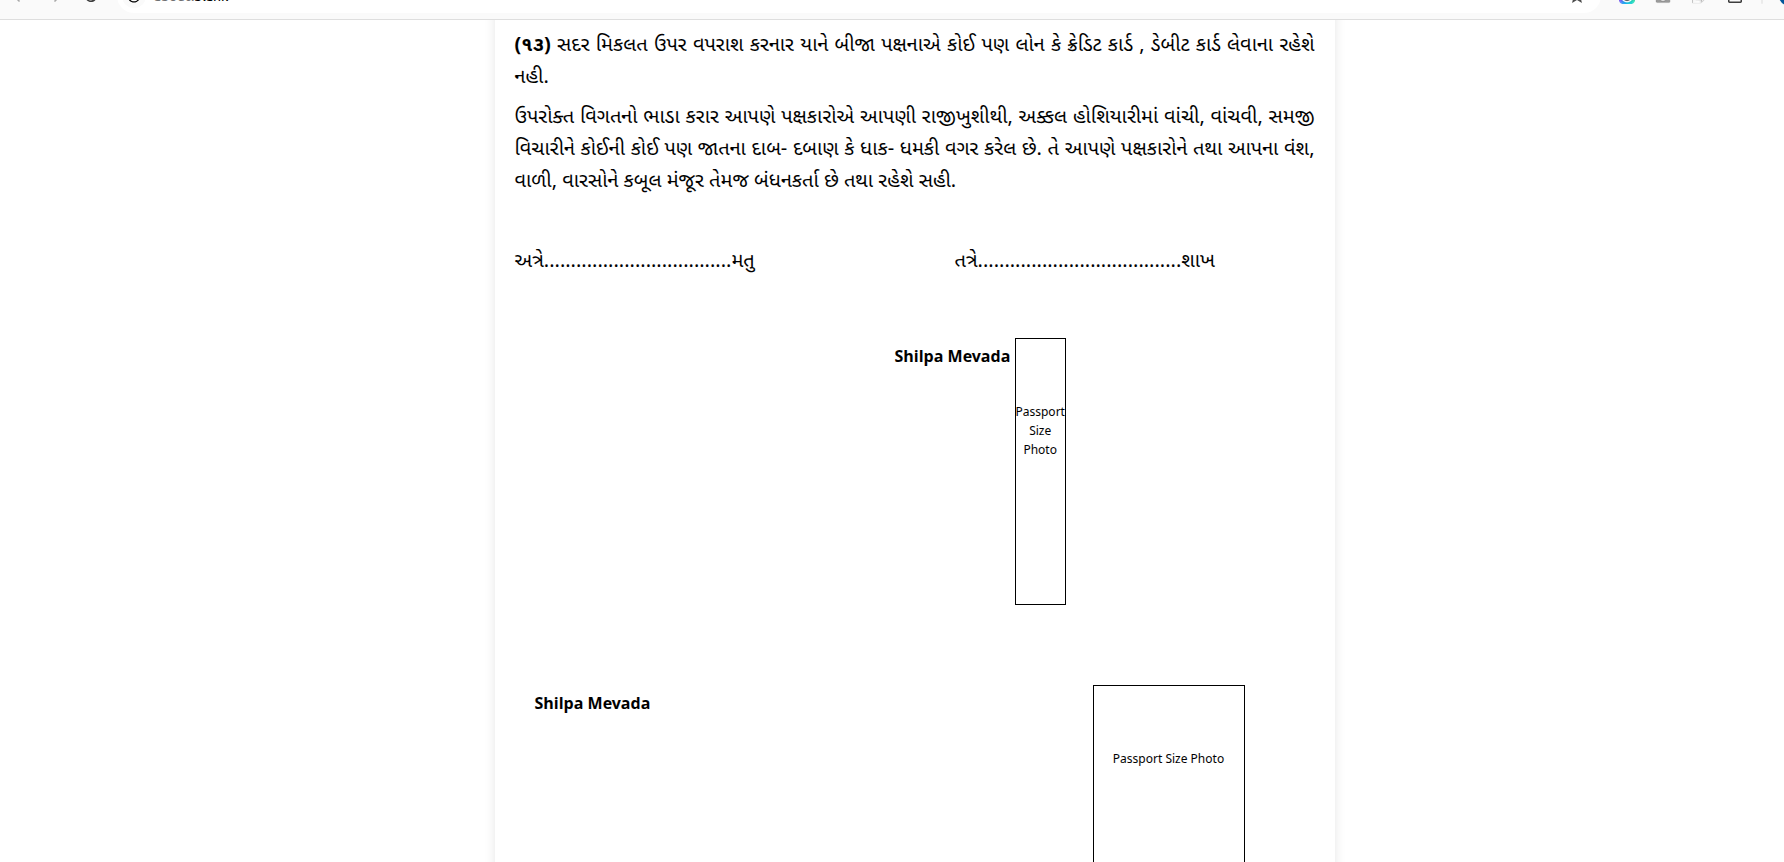 (૧૩) સદર મિકલત ઉપર વપરાશ કરનાર યાને બીજા પક્ષનાએ કોઈ પણ લોન કે ક્રેડિટ કાર્ડ , ડેબીટ કાર્ડ લેવાના રહેશે
નહી.
ઉપરોક્ત વિગતનો ભાડા કરાર આપણે પક્ષકારોએ આપણી રાજીખુશીથી, અક્કલ હોશિયારીમાં વાંચી, વાંચવી, સમજી
વિચારીને કોઈની કોઈ પણ જાતના દાબ- દબાણ કે ધાક- ધમકી વગર કરેલ છે. તે આપણે પક્ષકારોને તથા આપના વંશ,
વાળી, વારસોને કબૂલ મંજૂર તેમજ બંધનકર્તા છે તથા રહેશે સહી.
અત્રે...................................મતુ
તત્રે......................................શાખ
Shilpa Mevada
Passport
Size
Photo
Shilpa Mevada
Passport Size Photo